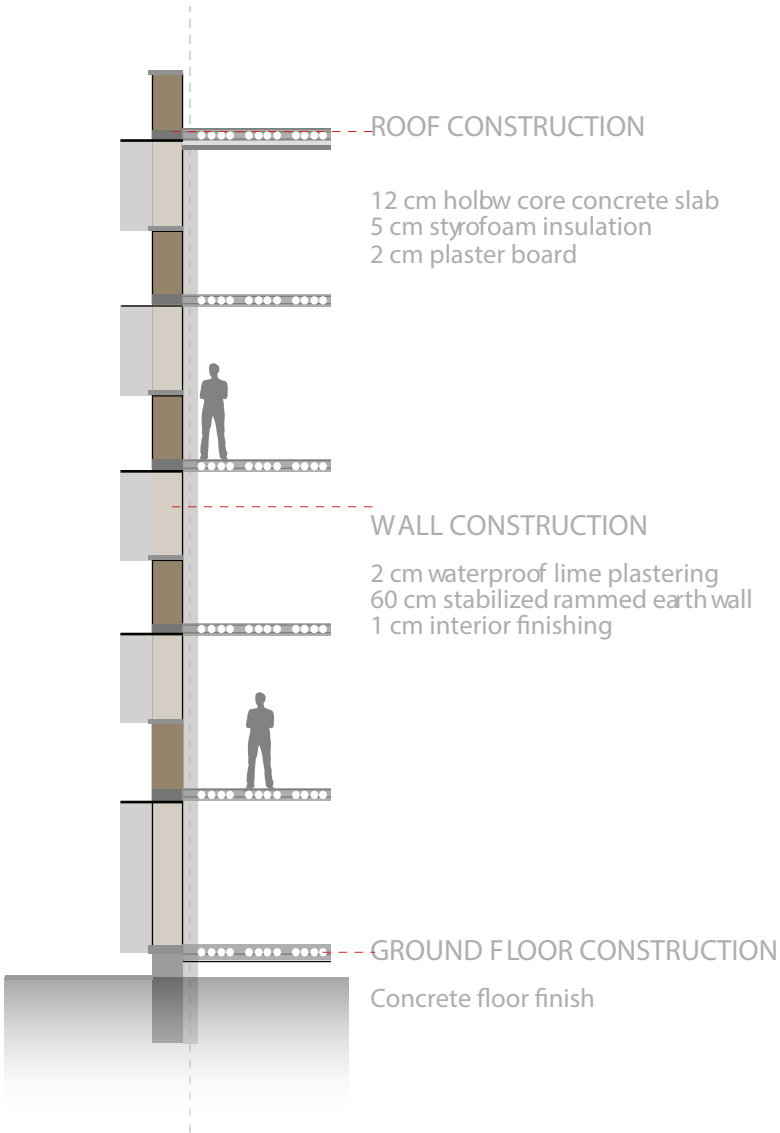 ROOF CONSTRUCTION
12 cm hollow core concrete slab
5 cm styrofoam insulation
2 cm plaster board
WALL CONSTRUCTION
2 cm waterproof lime plastering
60 cm stabilized rammed earth wall
1 cm interior finishing
GROUND FLOOR CONSTRUCTION
Concrete floor finish